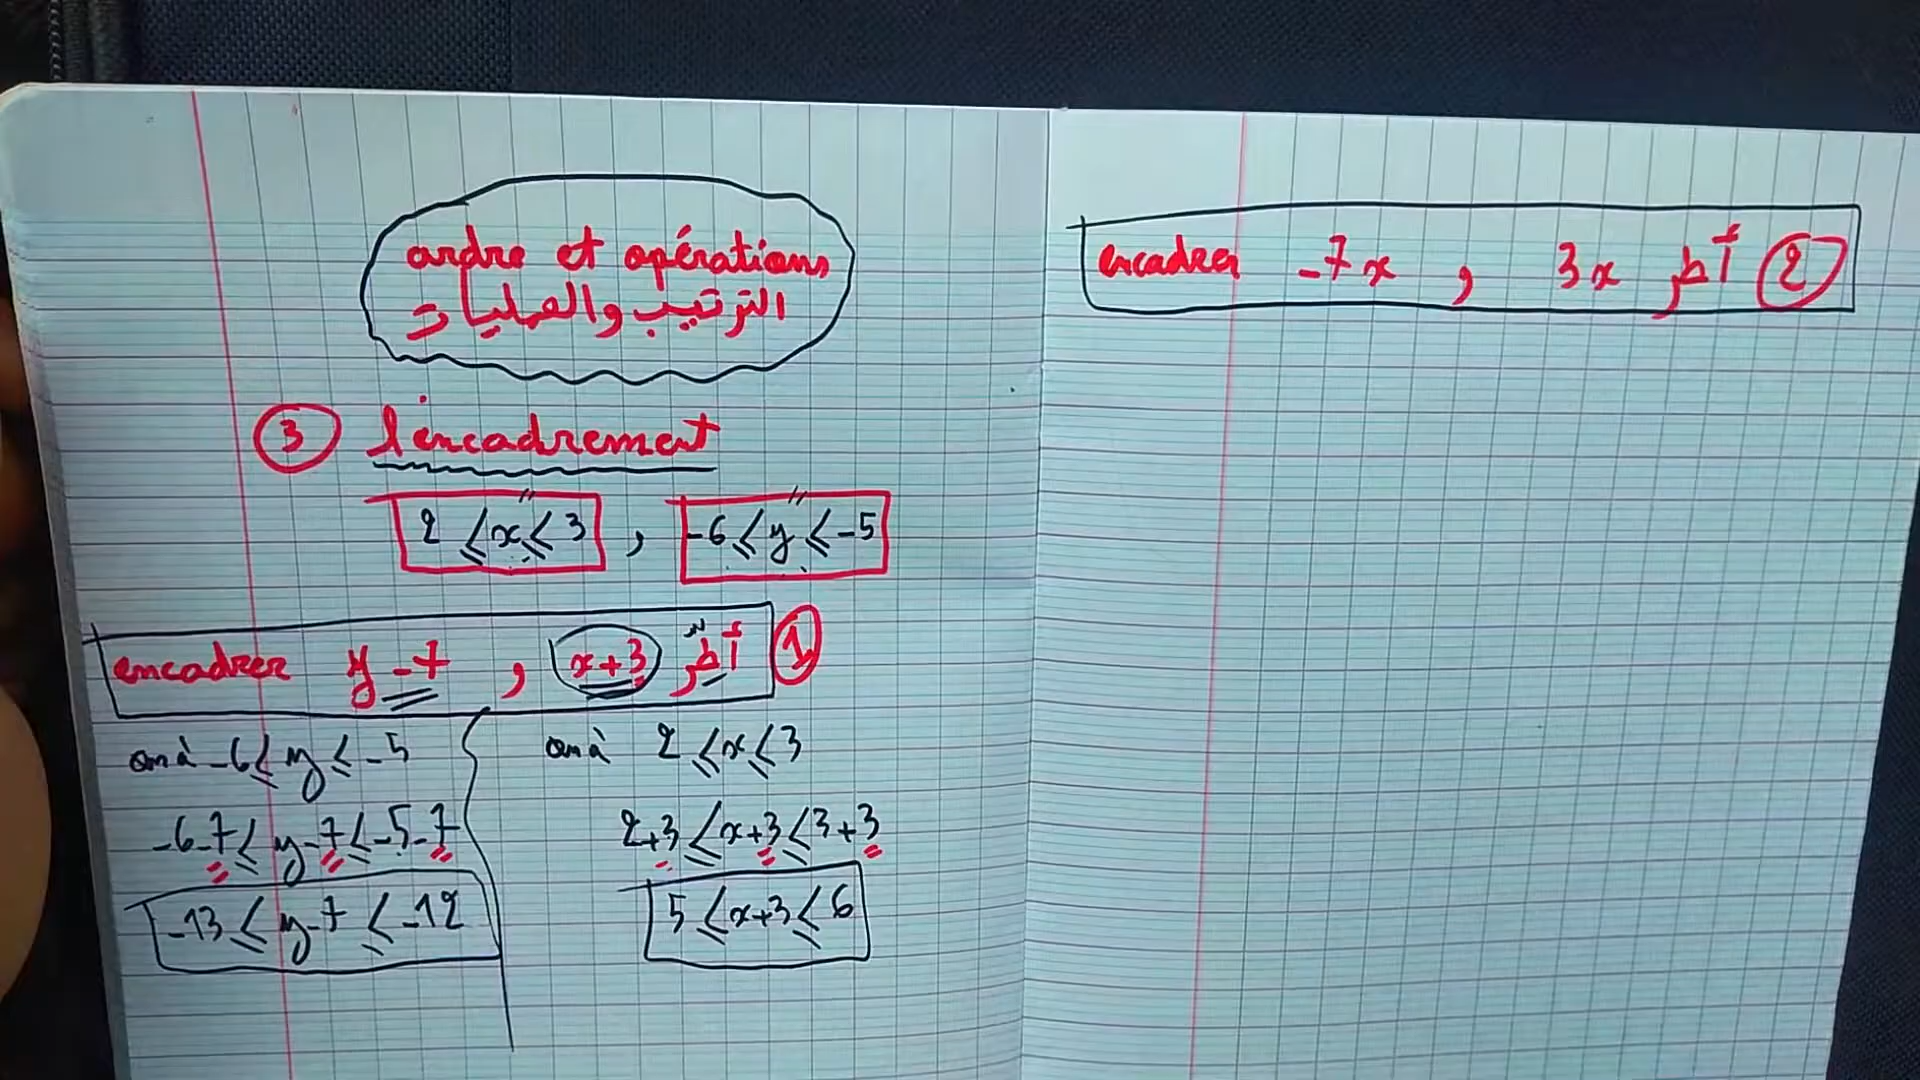 ordre et opérations
الترتيب والعمليات
3 l'encadrement
2 ≤ x ≤ 3 , -6 ≤ y ≤ -5
encadrer y-7 , x+3 أطر 1
on à -6 ≤ y ≤ -5
-6-7 ≤ y-7 ≤ -5-7
-13 ≤ y-7 ≤ -12
on à 2 ≤ x ≤ 3
2+3 ≤ x+3 ≤ 3+3
5 ≤ x+3 ≤ 6
encadrer -7x , 3x أطر 2